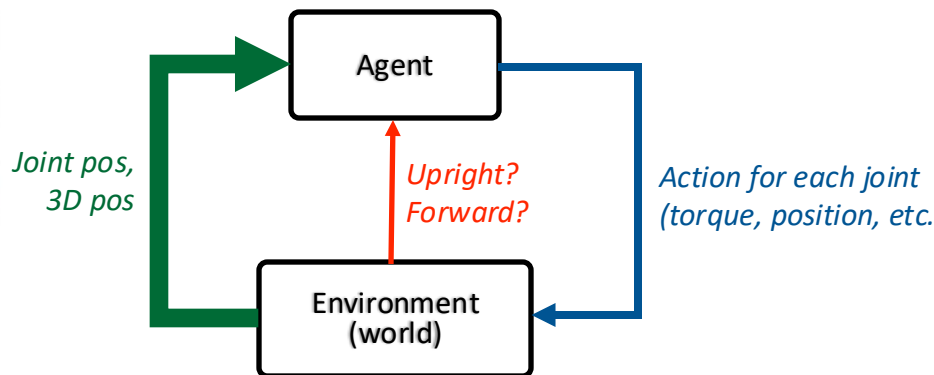 Agent
Joint pos,
3D pos
Upright?
Forward?
Action for each joint
(torque, position, etc.
Environment
(world)